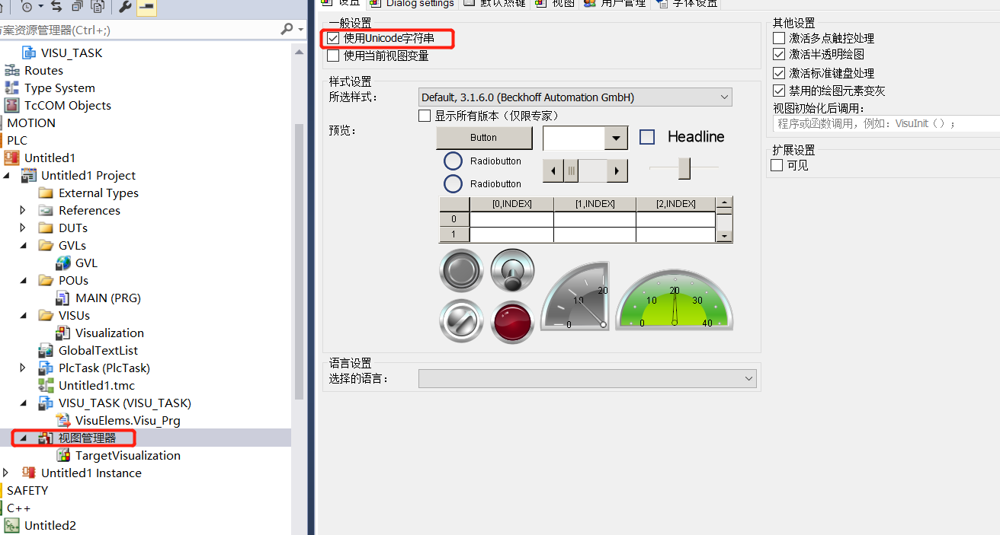 设置
Dialog settings
默认热键
视图
用户管理
字体设置
案资源管理器(Ctrl+;)
VISU_TASK
Routes
Type System
TcCOM Objects
MOTION
PLC
Untitled1
Untitled1 Project
External Types
References
DUTs
GVLs
GVL
POUs
MAIN (PRG)
VISUs
Visualization
GlobalTextList
PlcTask (PlcTask)
Untitled1.tmc
VISU_TASK (VISU_TASK)
VisuElems.Visu_Prg
视图管理器
TargetVisualization
Untitled1 Instance
SAFETY
C++
Untitled2
一般设置
使用Unicode字符串
使用当前视图变量
样式设置
所选样式：
Default, 3.1.6.0 (Beckhoff Automation GmbH)
显示所有版本（仅限专家）
预览：
Button
Headline
Radiobutton
Radiobutton
[0,INDEX]
[1,INDEX]
[2,INDEX]
0
1
0
10
20
0
10
20
30
40
语言设置
选择的语言：
其他设置
激活多点触控处理
激活半透明绘图
激活标准键盘处理
禁用的绘图元素变灰
视图初始化后调用：
程序或函数调用，例如：VisuInit（）；
扩展设置
可见